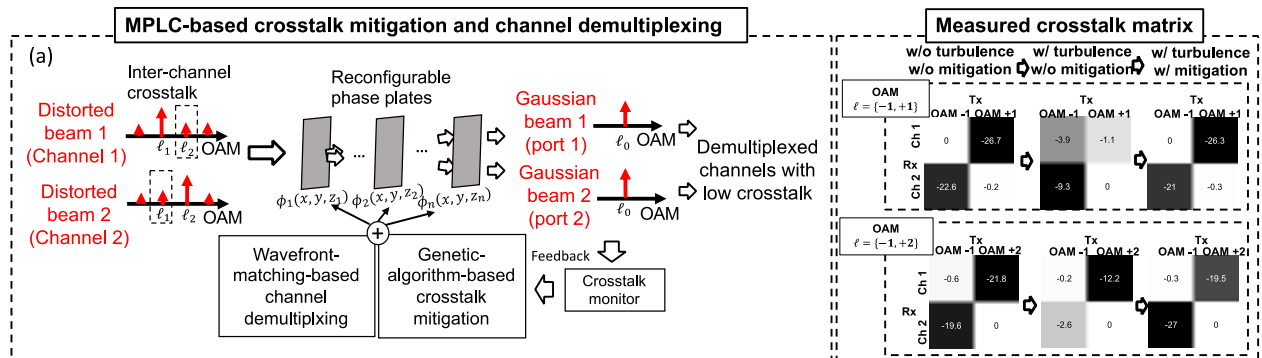 MPLC-based crosstalk mitigation and channel demultiplexing
(a)
Inter-channel
crosstalk
Distorted
beam 1
(Channel 1)
ℓ₁ ℓ₂ OAM
Distorted
beam 2
(Channel 2)
ℓ₁ ℓ₂ OAM
Reconfigurable
phase plates
... ...
ϕ₁(x, y, z₁) ϕ₂(x, y, z₂) ϕₙ(x, y, zₙ)
Gaussian
beam 1
(port 1)
ℓ₀ OAM
Gaussian
beam 2
(port 2)
ℓ₀ OAM
Demultiplexed
channels with
low crosstalk
+
Wavefront-
matching-based
channel
demultiplxing
Genetic-
algorithm-based
crosstalk
mitigation
Feedback
Crosstalk
monitor
Measured crosstalk matrix
w/o turbulence w/ turbulence w/ turbulence
w/o mitigation w/o mitigation w/ mitigation
OAM
ℓ = {−1, +1}
Tx Tx Tx
OAM -1 OAM +1 OAM -1 OAM +1 OAM -1 OAM +1
Ch 1
0 -26.7 -3.9 -1.1 0 -26.3
Rx
Ch 2
-22.6 -0.2 -9.3 0 -21 -0.3
OAM
ℓ = {−1, +2}
Tx Tx Tx
OAM -1 OAM +2 OAM -1 OAM +2 OAM -1 OAM +2
Ch 1
-0.6 -21.8 -0.2 -12.2 -0.3 -19.5
Rx
Ch 2
-19.6 0 -2.6 0 -27 0